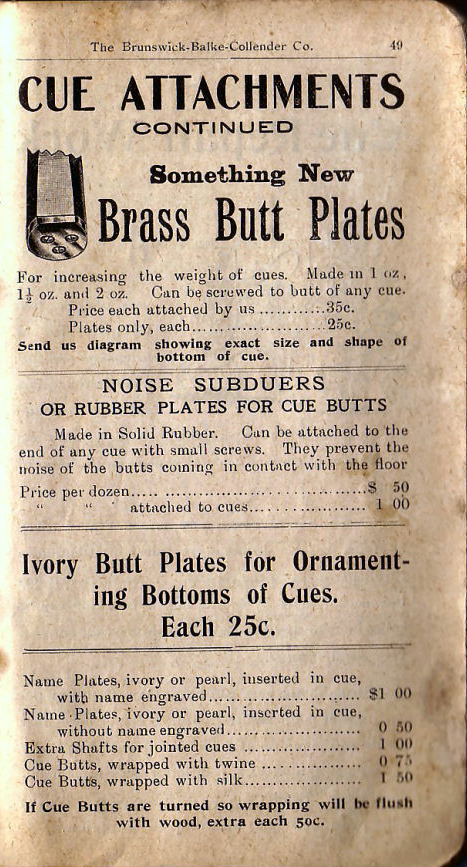 The Brunswick-Balke-Collender Co. 49
CUE ATTACHMENTS
CONTINUED
Something New
Brass Butt Plates
For increasing the weight of cues. Made in 1 oz,
1½ oz. and 2 oz. Can be screwed to butt of any cue.
Price each attached by us ............35c.
Plates only, each........................25c.
Send us diagram showing exact size and shape of
bottom of cue.
NOISE SUBDUERS
OR RUBBER PLATES FOR CUE BUTTS
Made in Solid Rubber. Can be attached to the
end of any cue with small screws. They prevent the
noise of the butts coming in contact with the floor
Price per dozen..... ....................................$ 50
“ “ attached to cues..................... 1 00
Ivory Butt Plates for Ornament-
ing Bottoms of Cues.
Each 25c.
Name Plates, ivory or pearl, inserted in cue,
with name engraved.................................. $1 00
Name Plates, ivory or pearl, inserted in cue,
without name engraved.............................. 0 50
Extra Shafts for jointed cues .......................... 1 00
Cue Butts, wrapped with twine ...................... 0 75
Cue Butts, wrapped with silk........................... 1 50
If Cue Butts are turned so wrapping will be flush
with wood, extra each 50c.